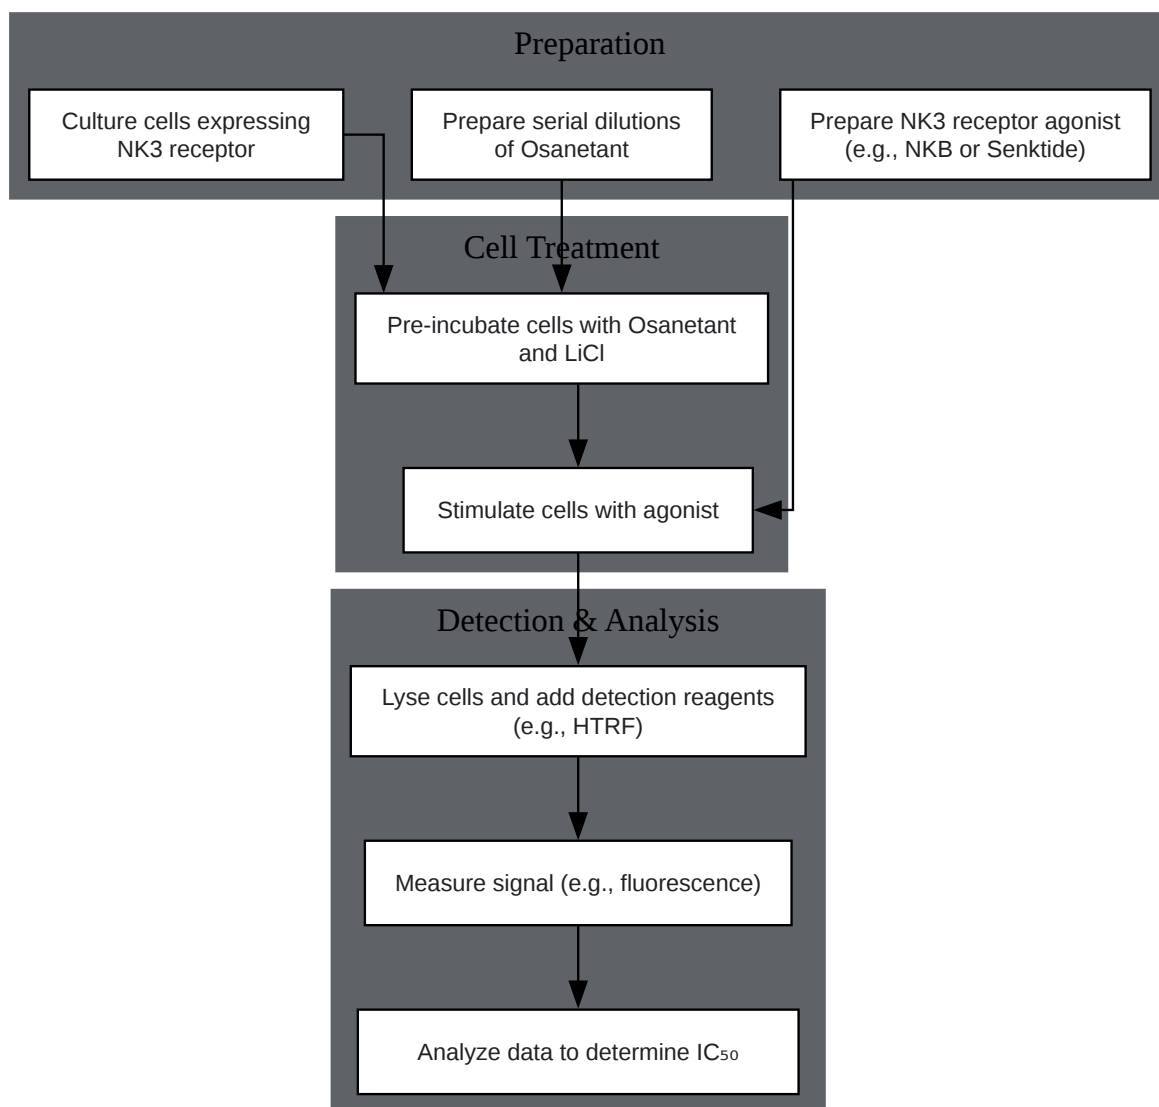 Preparation
Culture cells expressing
NK3 receptor
Prepare serial dilutions
of Osanetant
Prepare NK3 receptor agonist
(e.g., NKB or Senktide)
Cell Treatment
Pre-incubate cells with Osanetant
and LiCl
Stimulate cells with agonist
Detection & Analysis
Lyse cells and add detection reagents
(e.g., HTRF)
Measure signal (e.g., fluorescence)
Analyze data to determine IC₅₀